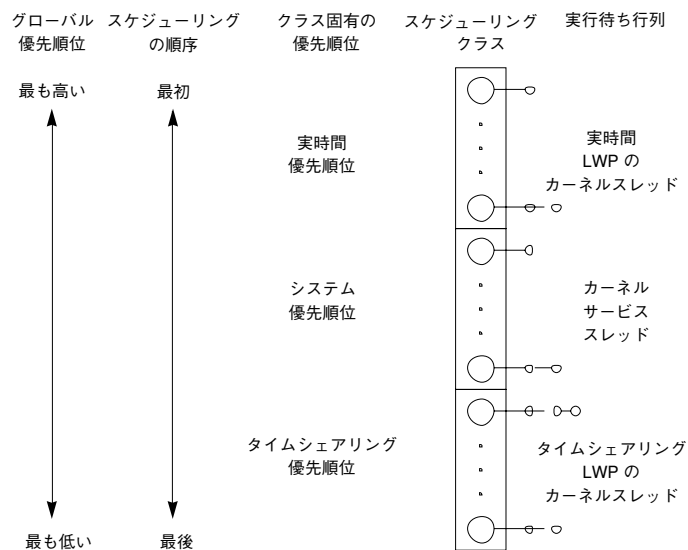 グローバル
優先順位
スケジューリング
の順序
クラス固有の
優先順位
スケジューリング
クラス
実行待ち行列
最も高い
最初
実時間
優先順位
実時間
LWP の
カーネルスレッド
システム
優先順位
カーネル
サービス
スレッド
タイムシェアリング
優先順位
タイムシェアリング
LWP の
カーネルスレッド
最も低い
最後